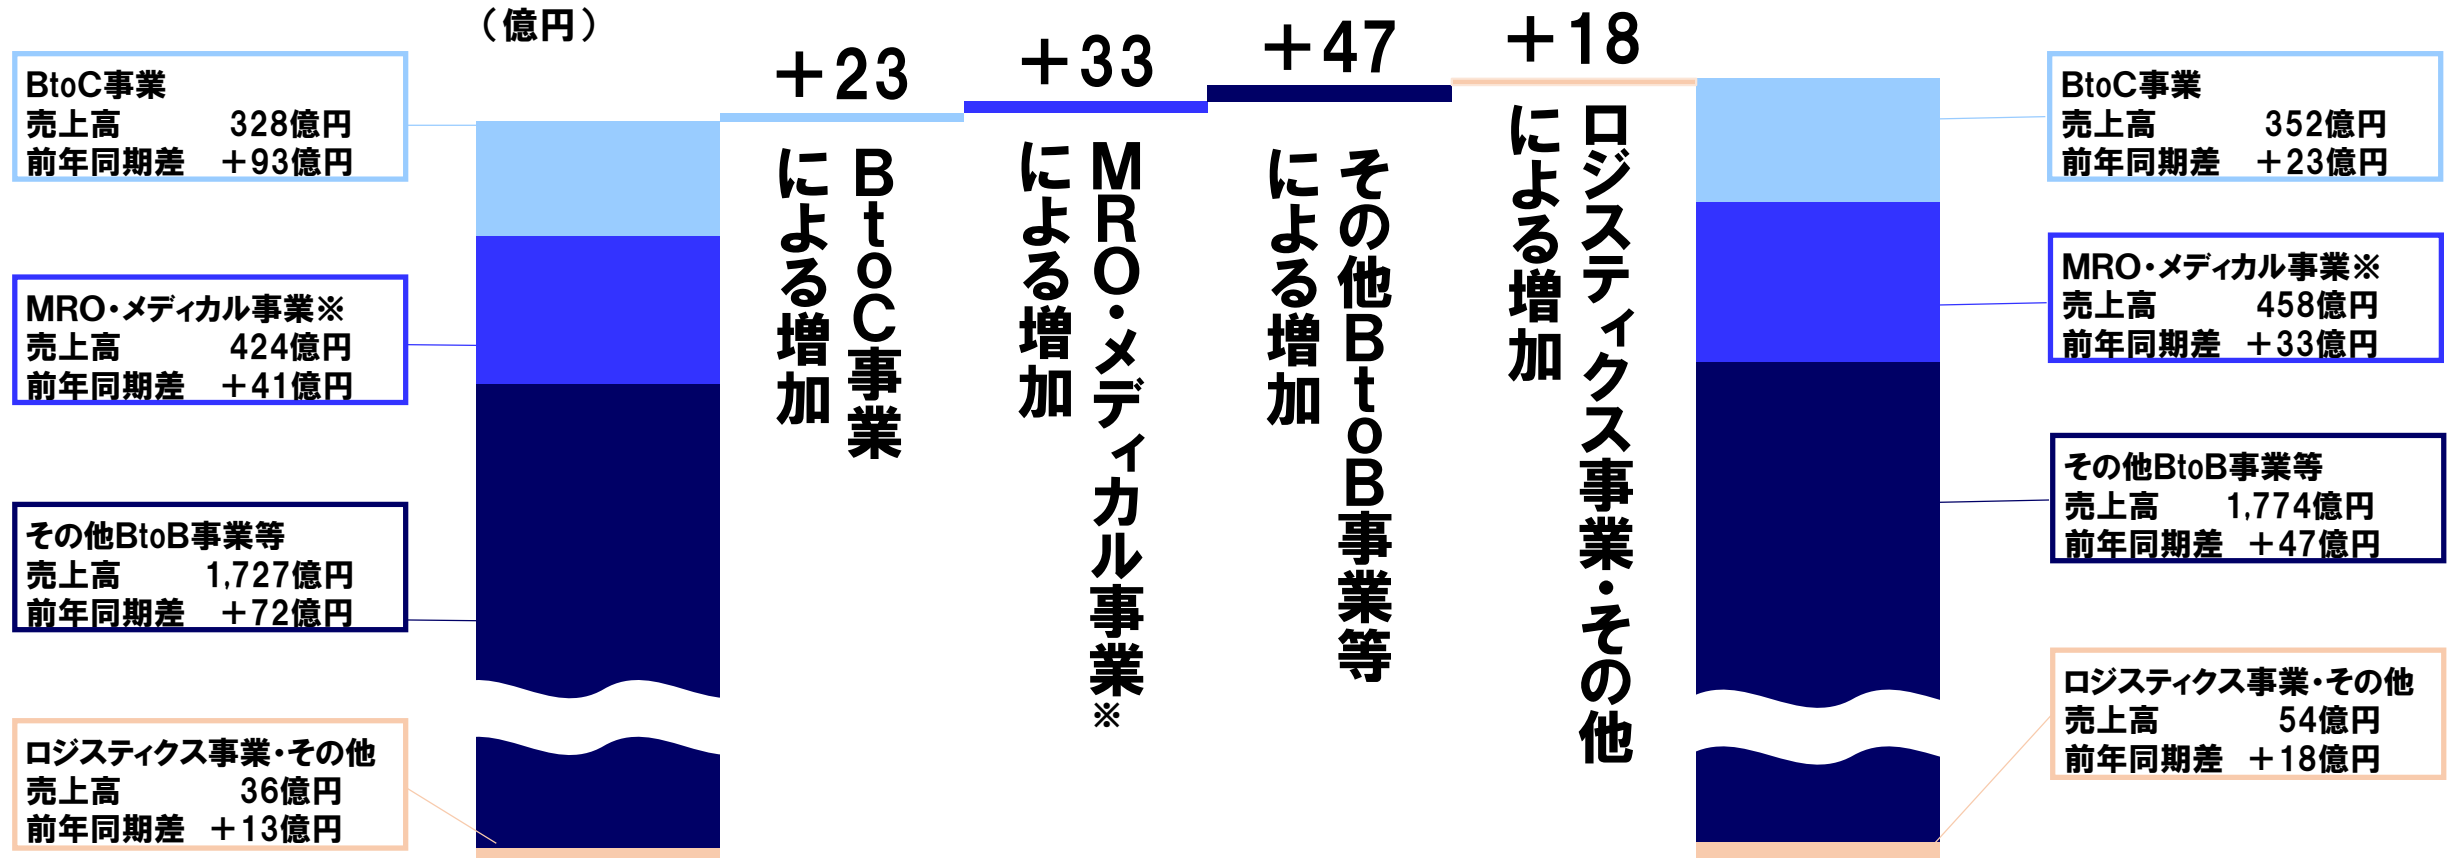 （億円）
BtoC事業
売上高 328億円
前年同期差 ＋93億円
MRO・メディカル事業※
売上高 424億円
前年同期差 ＋41億円
その他BtoB事業等
売上高 1,727億円
前年同期差 ＋72億円
ロジスティクス事業・その他
売上高 36億円
前年同期差 ＋13億円
＋23
BtoC事業
による増加
＋33
MRO・メディカル事業※
による増加
＋47
その他BtoB事業等
による増加
＋18
ロジスティクス事業・その他
による増加
BtoC事業
売上高 352億円
前年同期差 ＋23億円
MRO・メディカル事業※
売上高 458億円
前年同期差 ＋33億円
その他BtoB事業等
売上高 1,774億円
前年同期差 ＋47億円
ロジスティクス事業・その他
売上高 54億円
前年同期差 ＋18億円